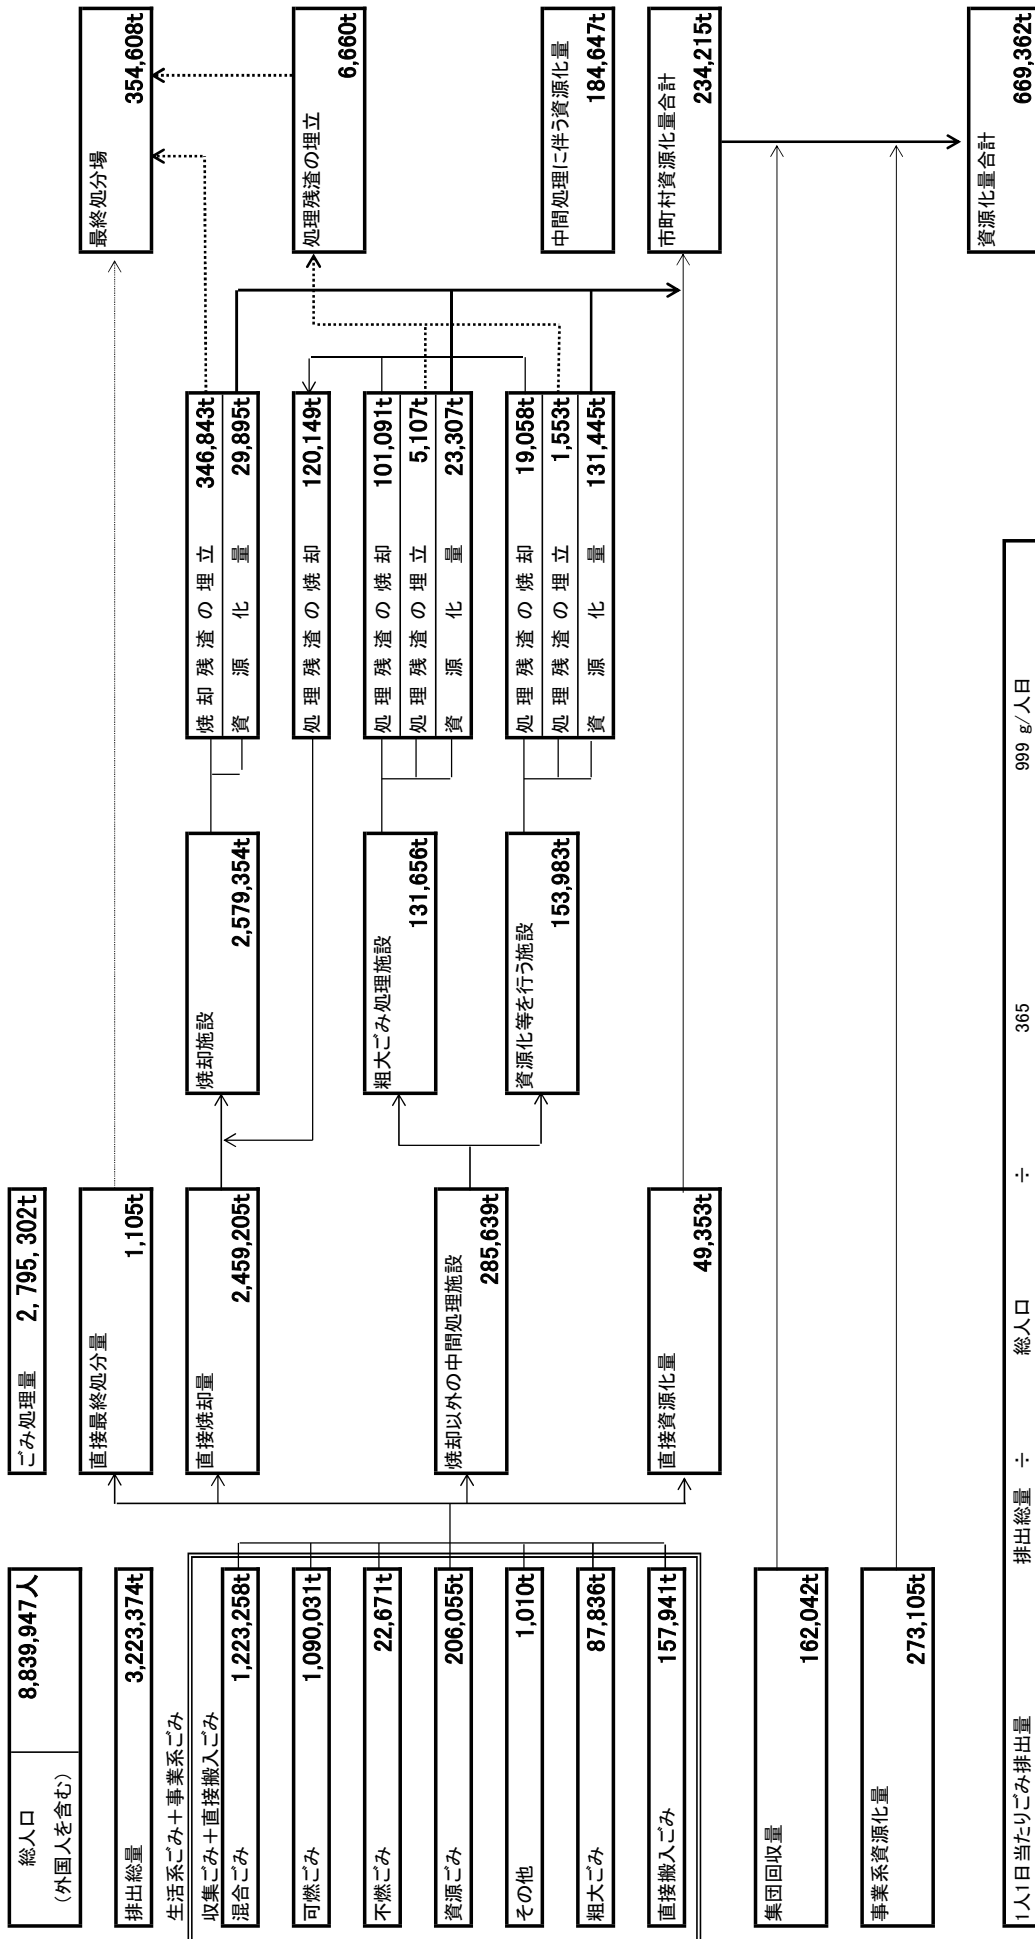 総人口 8,839,947人
(外国人を含む)
排出総量 3,223,374t
生活系ごみ＋事業系ごみ
収集ごみ＋直接搬入ごみ
混合ごみ 1,223,258t
可燃ごみ 1,090,031t
不燃ごみ 22,671t
資源ごみ 206,055t
その他 1,010t
粗大ごみ 87,836t
直接搬入ごみ 157,941t
集団回収量 162,042t
事業系資源化量 273,105t
ごみ処理量 2,795,302t
直接最終処分量 1,105t
直接焼却量 2,459,205t
焼却以外の中間処理施設 285,639t
直接資源化量 49,353t
焼却施設 2,579,354t
粗大ごみ処理施設 131,656t
資源化等を行う施設 153,983t
焼却残渣の埋立 346,843t
資源化量 29,895t
処理残渣の焼却 120,149t
処理残渣の焼却 101,091t
処理残渣の埋立 5,107t
資源化量 23,307t
処理残渣の焼却 19,058t
処理残渣の埋立 1,553t
資源化量 131,445t
最終処分場 354,608t
処理残渣の埋立 6,660t
中間処理に伴う資源化量 184,647t
市町村資源化量合計 234,215t
資源化量合計 669,362t
1人1日当たりごみ排出量 排出総量 ÷ 総人口 ÷ 365 999 g/人日